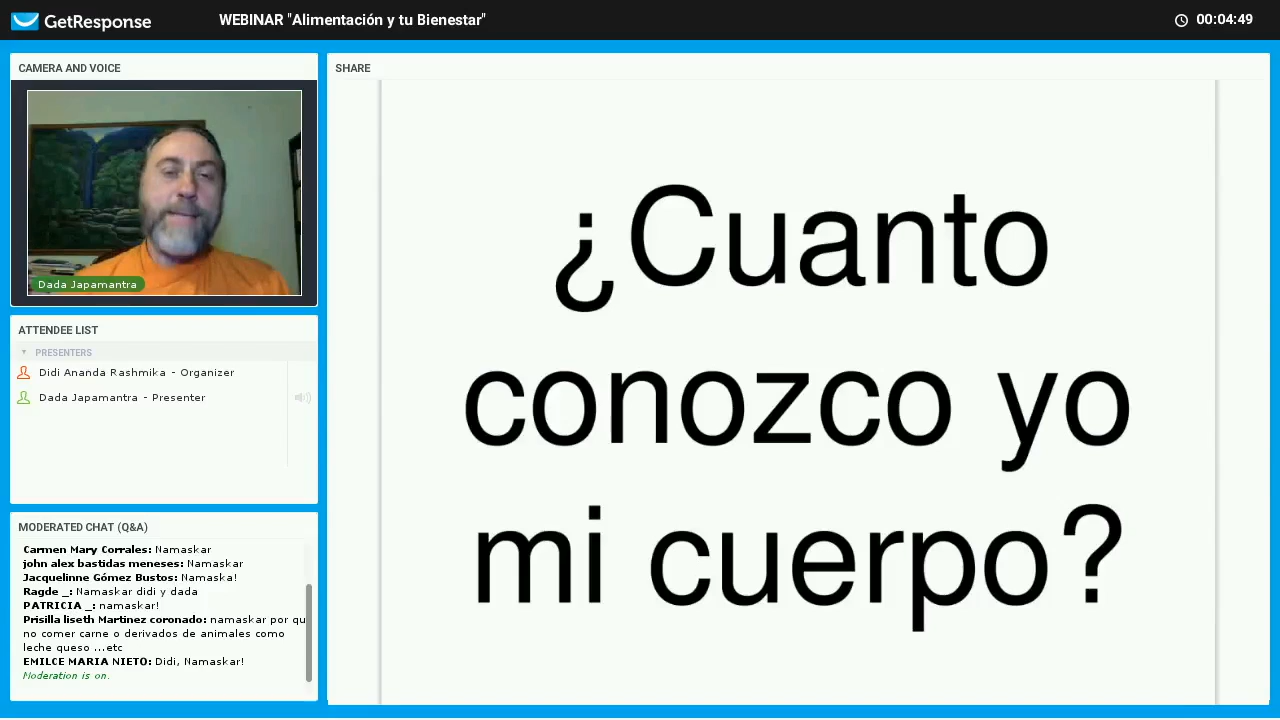 GetResponse
WEBINAR "Alimentación y tu Bienestar"
00:04:49
CAMERA AND VOICE
Dada Japamantra
ATTENDEE LIST
PRESENTERS
Didi Ananda Rashmika - Organizer
Dada Japamantra - Presenter
MODERATED CHAT (Q&A)
Carmen Mary Corrales: Namaskar
john alex bastidas meneses: Namaskar
Jacquelinne Gómez Bustos: Namaska!
Ragde _: Namaskar didi y dada
PATRICIA _: namaskar!
Prisilla liseth Martinez coronado: namaskar por qu
no comer carne o derivados de animales como
leche queso ...etc
EMILCE MARIA NIETO: Didi, Namaskar!
Moderation is on.
SHARE
¿Cuanto
conozco yo
mi cuerpo?